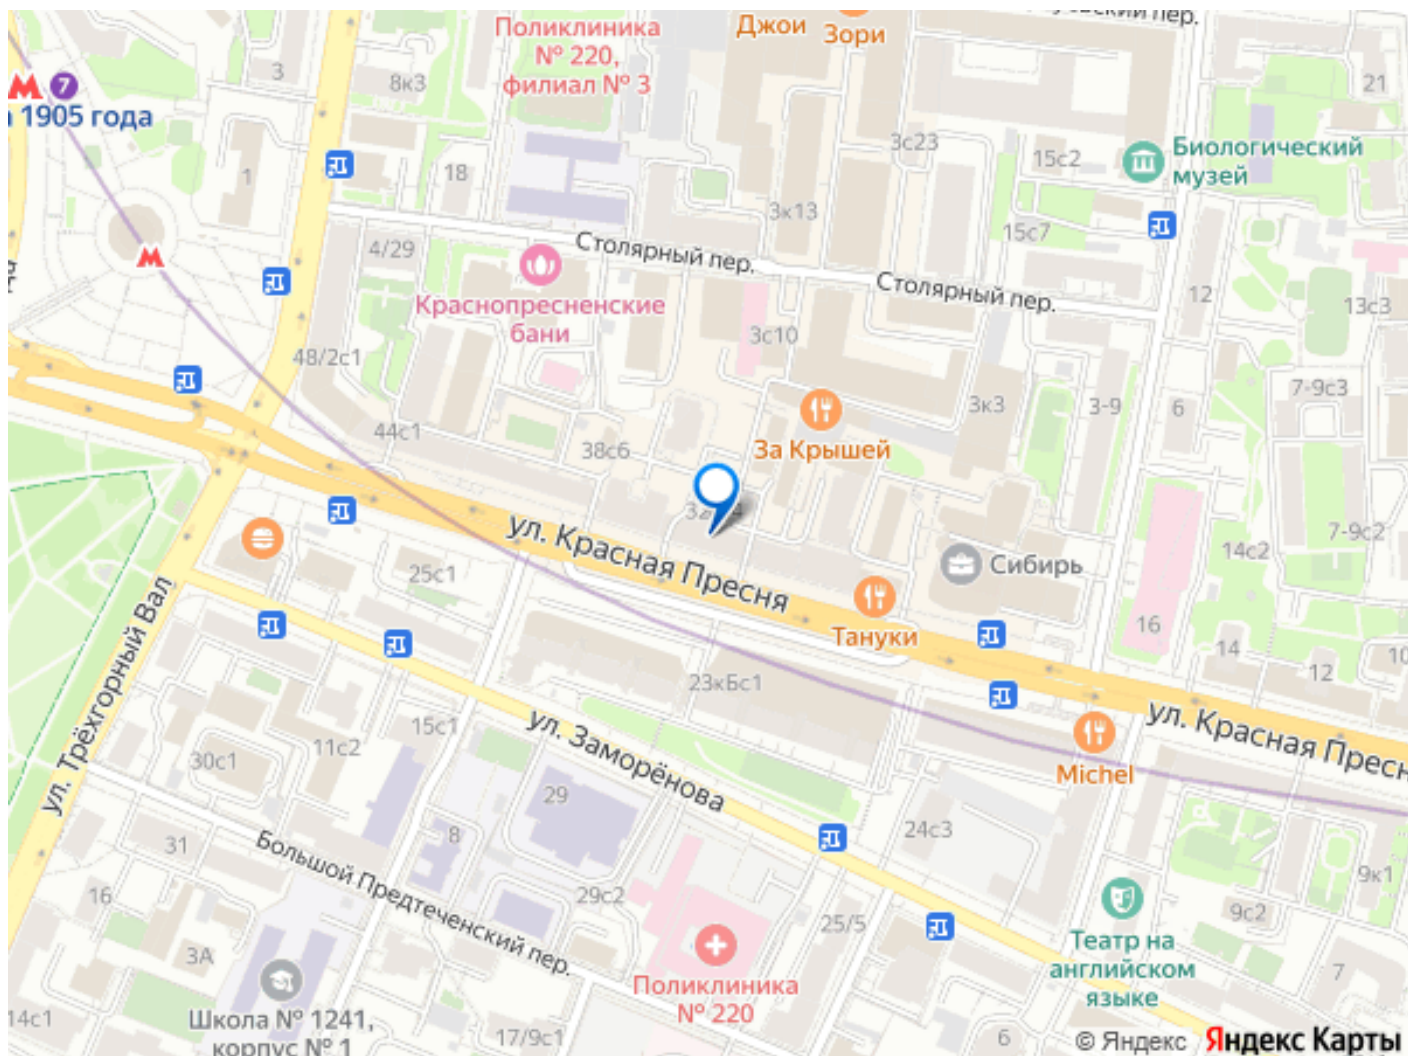 Поликлиника
№ 220,
филиал № 3
Джои
Зори
ский пер.
3
8к3
21
7
1905 года
3с23
15с2
Биологический
музей
1
18
3к13
15с7
4/29
Столярный пер.
Столярный пер.
12
13с3
Краснопресненские
бани
3с10
48/2с1
7-9с3
3к3
3-9
6
44с1
38с6
За Крышей
7-9с2
14с2
ул. Красная Пресня
25с1
Сибирь
Тануки
16
14
12
10
23кБс1
ул. Трёхгорный Вал
ул. Заморёнова
15с1
11с2
30с1
ул. Красная Пресн
Michel
29
8
24с3
31
Большой Предтеченский пер.
16
29с2
25/5
9к1
9с2
3А
Театр на
английском
языке
7
Поликлиника
№ 220
14с1
Школа № 1241,
корпус № 1
17/9с1
6
© Яндекс Яндекс Карты